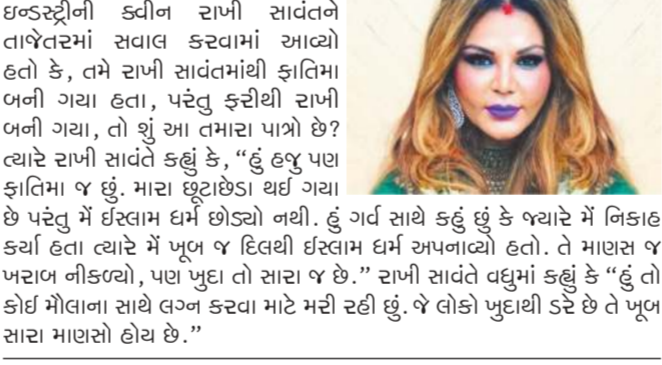 ઇન્ડસ્ટ્રીની ક્વીન રાખી સાવંતને
તાજેતરમાં સવાલ કરવામાં આવ્યો
હતો કે, તમે રાખી સાવંતમાંથી ફાતિમા
બની ગયા હતા, પરંતુ ફરીથી રાખી
બની ગયા, તો શું આ તમારા પાત્રો છે?
ત્યારે રાખી સાવંતે કહ્યું કે, “હું હજુ પણ
ફાતિમા જ છું. મારા છૂટાછેડા થઈ ગયા
છે પરંતુ મેં ઈસ્લામ ધર્મ છોડ્યો નથી. હું ગર્વ સાથે કહું છું કે જ્યારે મેં નિકાહ
કર્યા હતા ત્યારે મેં ખૂબ જ દિલથી ઈસ્લામ ધર્મ અપનાવ્યો હતો. તે માણસ જ
ખરાબ નીકળ્યો, પણ ખુદા તો સારા જ છે.” રાખી સાવંતે વધુમાં કહ્યું કે “હું તો
કોઈ મૌલાના સાથે લગ્ન કરવા માટે મરી રહી છું. જે લોકો ખુદાથી ડરે છે તે ખૂબ
સારા માણસો હોય છે.”